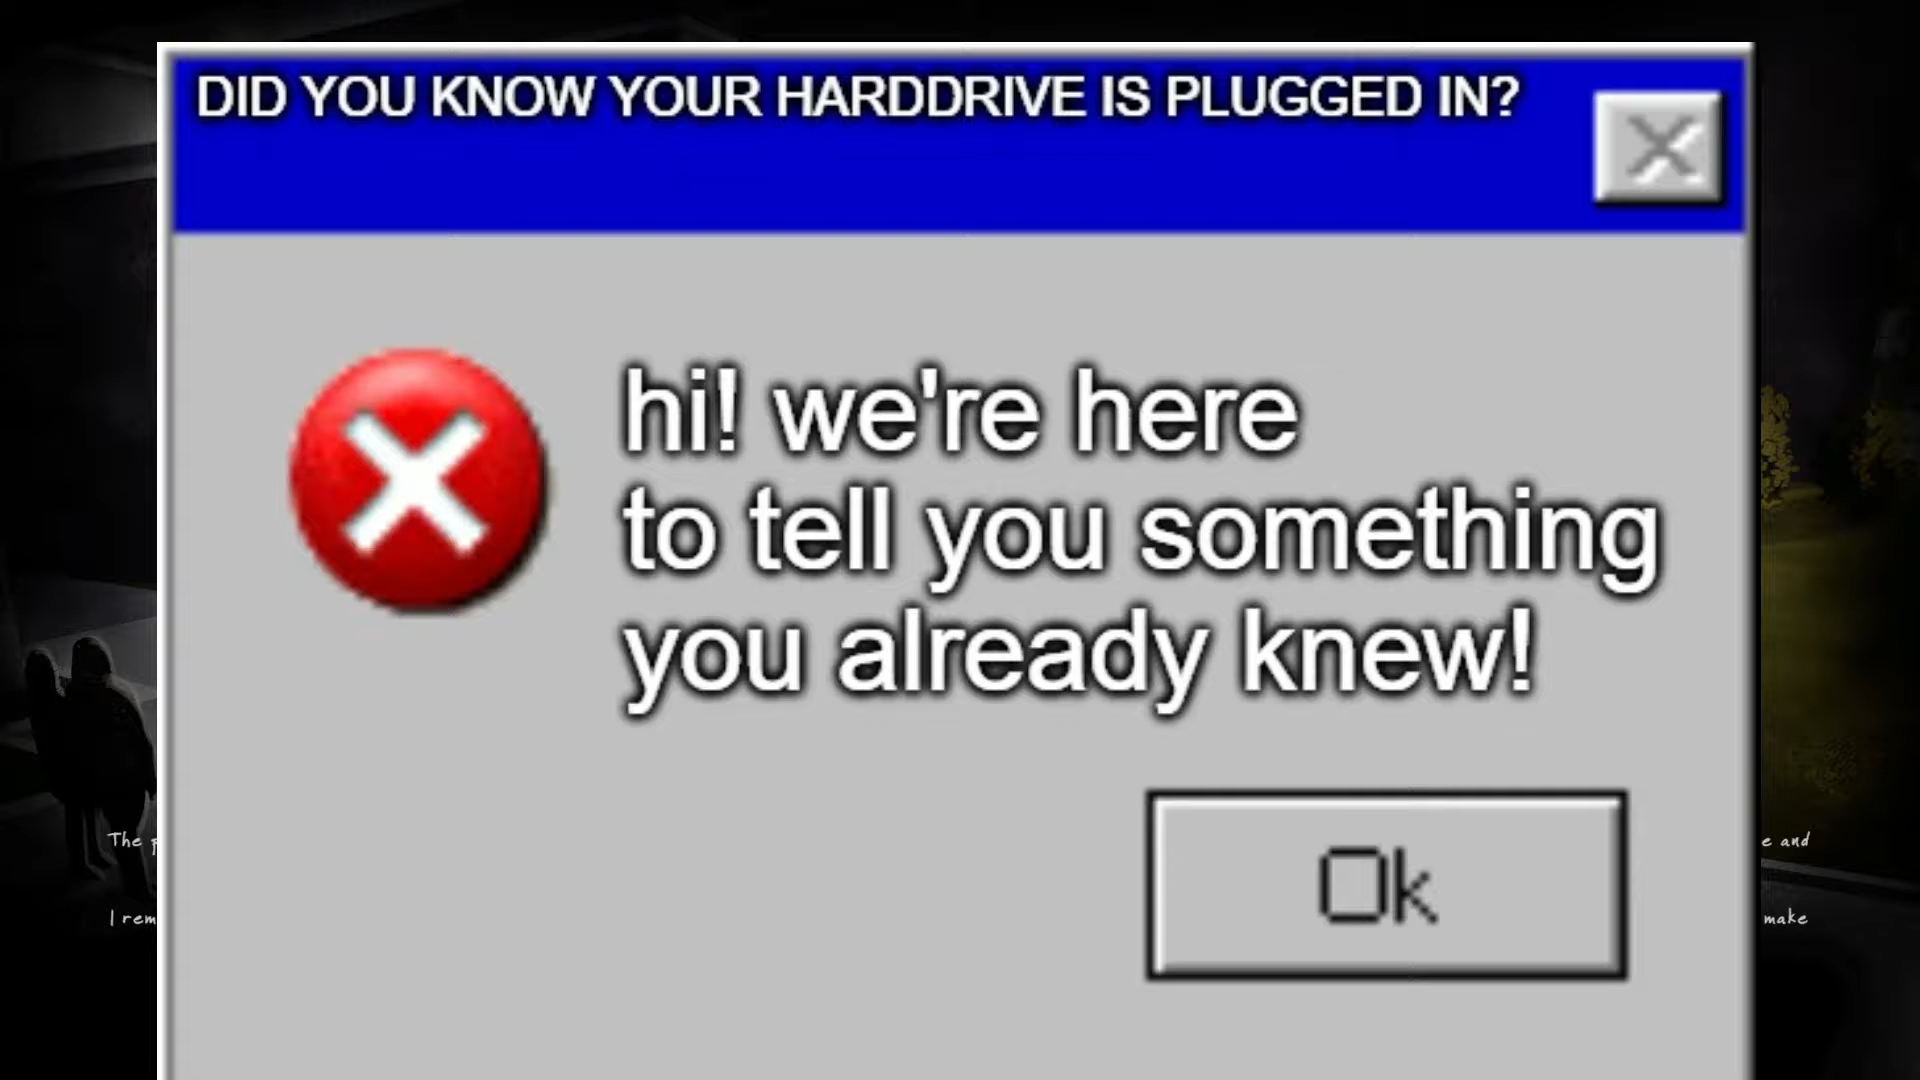 DID YOU KNOW YOUR HARDDRIVE IS PLUGGED IN?
hi! we're here
to tell you something
you already knew!
Ok
The
e and
I rem
make